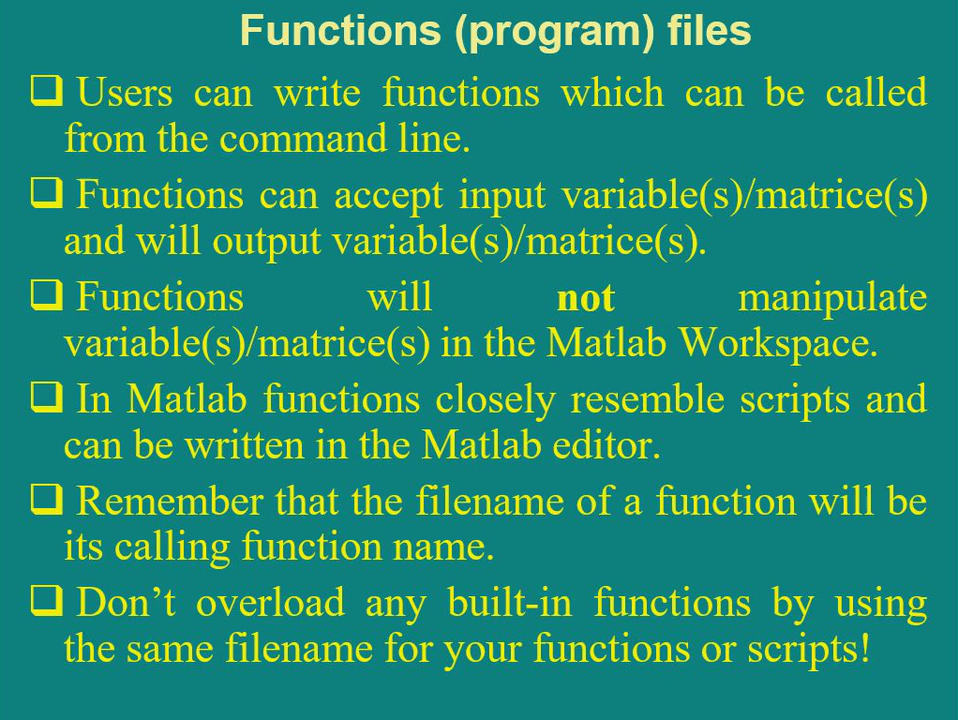 Functions (program) files
❑ Users can write functions which can be called
from the command line.
❑ Functions can accept input variable(s)/matrice(s)
and will output variable(s)/matrice(s).
❑ Functions will not manipulate
variable(s)/matrice(s) in the Matlab Workspace.
❑ In Matlab functions closely resemble scripts and
can be written in the Matlab editor.
❑ Remember that the filename of a function will be
its calling function name.
❑ Don’t overload any built-in functions by using
the same filename for your functions or scripts!